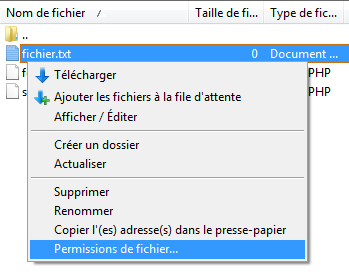 Nom de fichier / Taille de fi... Type de fic...
..
fichier.txt 0 Document ...
f PHP
s PHP
Télécharger
Ajouter les fichiers à la file d'attente
Afficher / Éditer
Créer un dossier
Actualiser
Supprimer
Renommer
Copier l'(es) adresse(s) dans le presse-papier
Permissions de fichier...